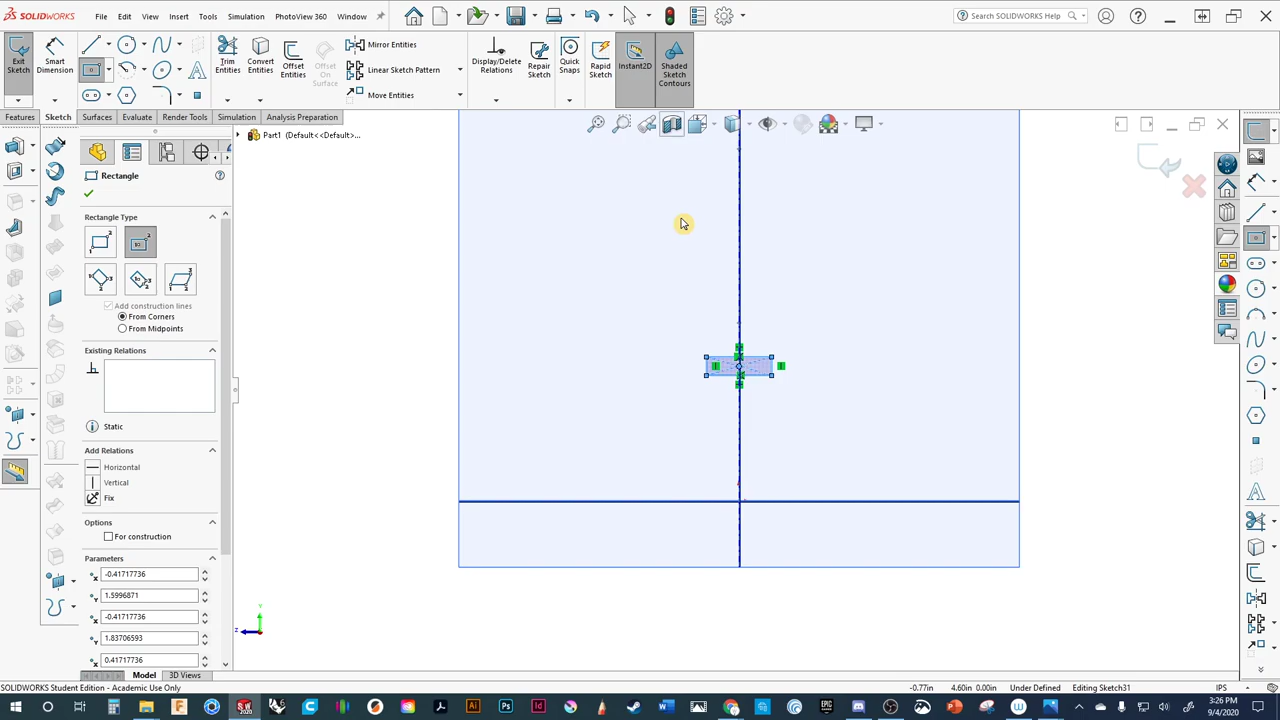 SOLIDWORKS File Edit View Insert Tools Simulation PhotoView 360 Window Search SOLIDWORKS Help
Exit Sketch
Smart Dimension
Trim Entities
Convert Entities
Offset Entities
Offset On Surface
Mirror Entities
Linear Sketch Pattern
Move Entities
Display/Delete Relations
Repair Sketch
Quick Snaps
Rapid Sketch
Instant2D
Shaded Sketch Contours
Features Sketch Surfaces Evaluate Render Tools Simulation Analysis Preparation
Part1 (Default<<Default>...
Rectangle
Rectangle Type
Add construction lines
From Corners
From Midpoints
Existing Relations
Static
Add Relations
Horizontal
Vertical
Fix
Options
For construction
Parameters
-0.41717736
1.5996871
-0.41717736
1.83706593
0.41717736
Y
Z
Model 3D Views
SOLIDWORKS Student Edition - Academic Use Only -0.77in 4.60in 0.00in Under Defined Editing Sketch31 IPS
3:26 PM
9/4/2020